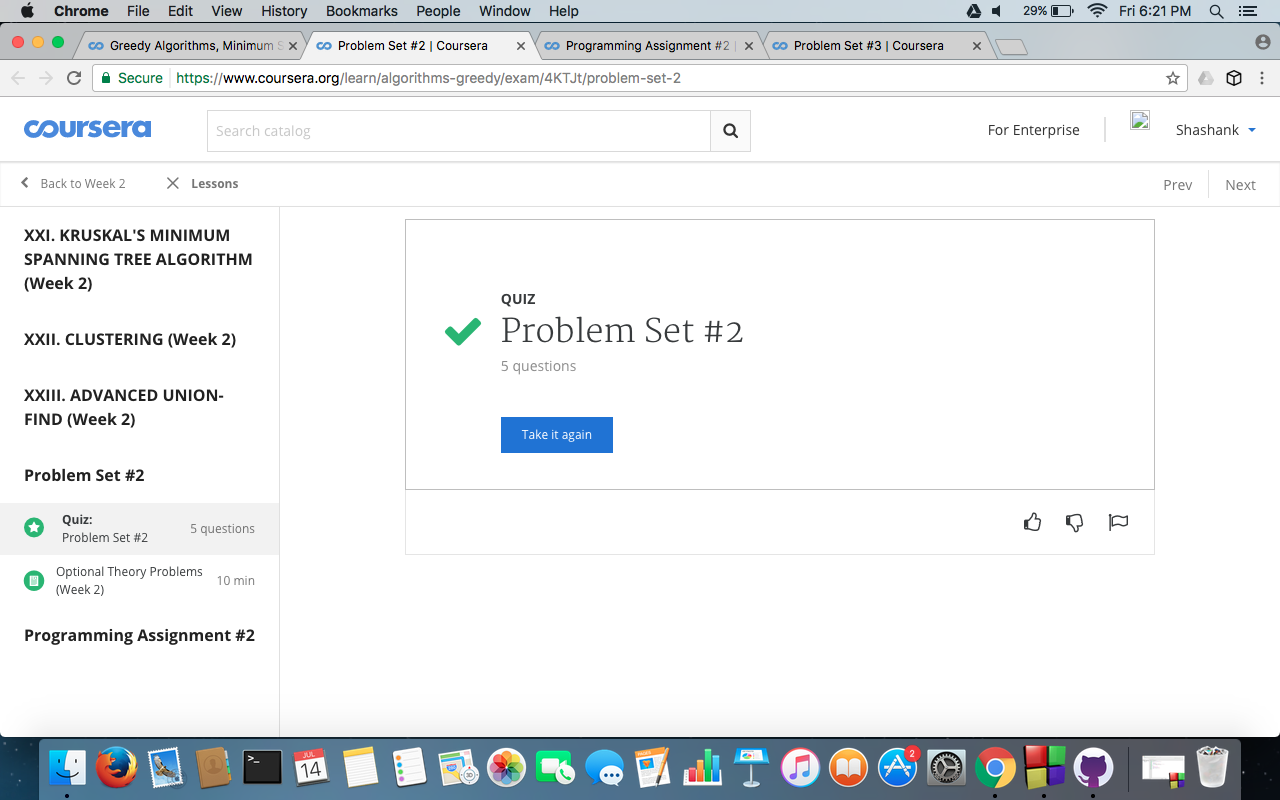 Chrome File Edit View History Bookmarks People Window Help 29% Fri 6:21 PM
Greedy Algorithms, Minimum S Problem Set #2 | Coursera Programming Assignment #2 | Problem Set #3 | Coursera
Secure https://www.coursera.org/learn/algorithms-greedy/exam/4KTJt/problem-set-2
coursera Search catalog For Enterprise Shashank
Back to Week 2 Lessons Prev Next
XXI. KRUSKAL'S MINIMUM
SPANNING TREE ALGORITHM
(Week 2)
XXII. CLUSTERING (Week 2)
XXIII. ADVANCED UNION-
FIND (Week 2)
Problem Set #2
Quiz:
Problem Set #2
5 questions
Optional Theory Problems
(Week 2)
10 min
Programming Assignment #2
QUIZ
Problem Set #2
5 questions
Take it again
JUL
14
2